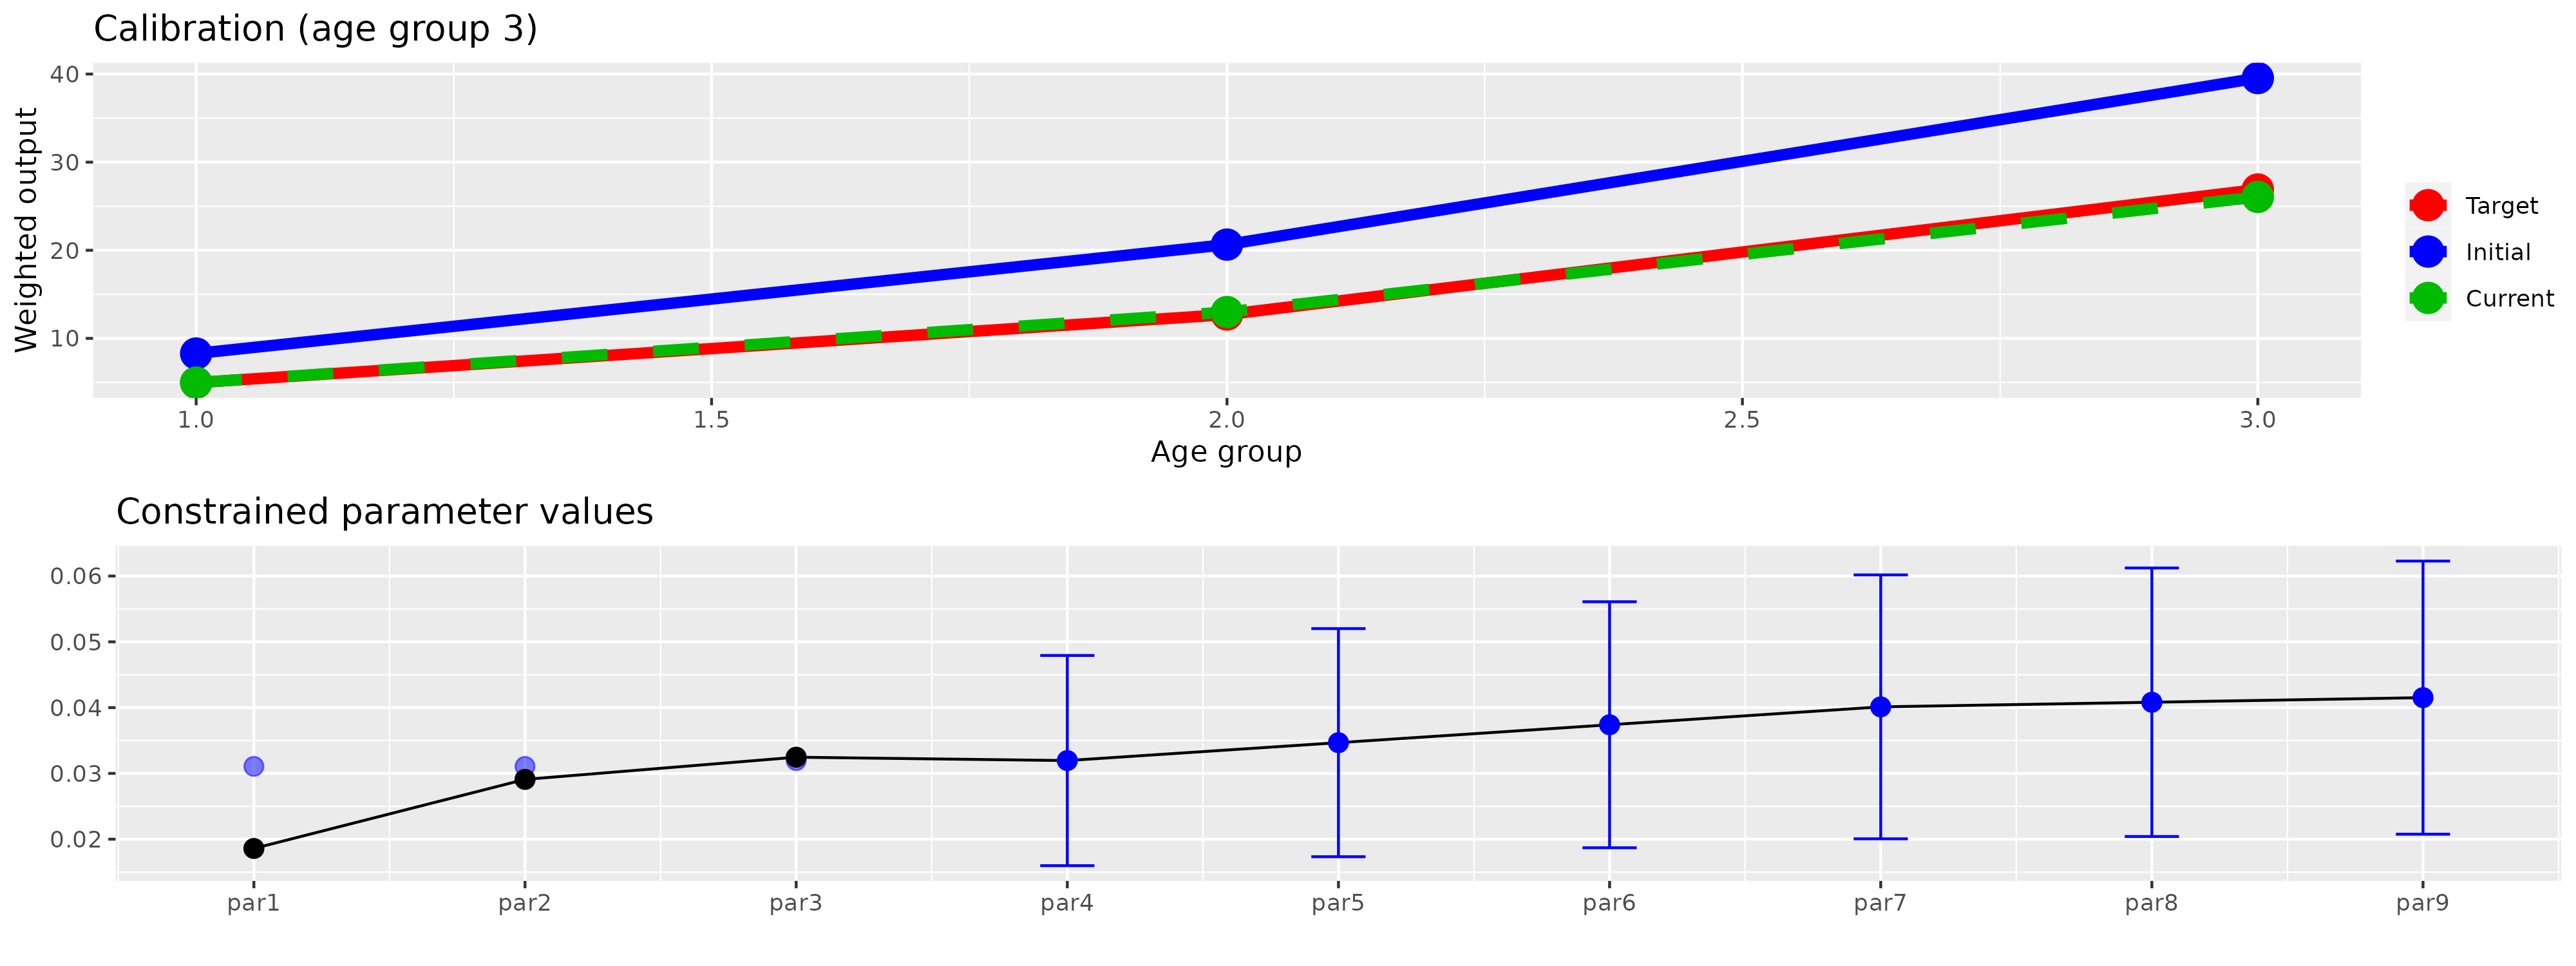 Calibration (age group 3)
40
30
20
10
Weighted output
1.0 1.5 2.0 2.5 3.0
Age group
Target
Initial
Current
Constrained parameter values
0.06
0.05
0.04
0.03
0.02
par1 par2 par3 par4 par5 par6 par7 par8 par9